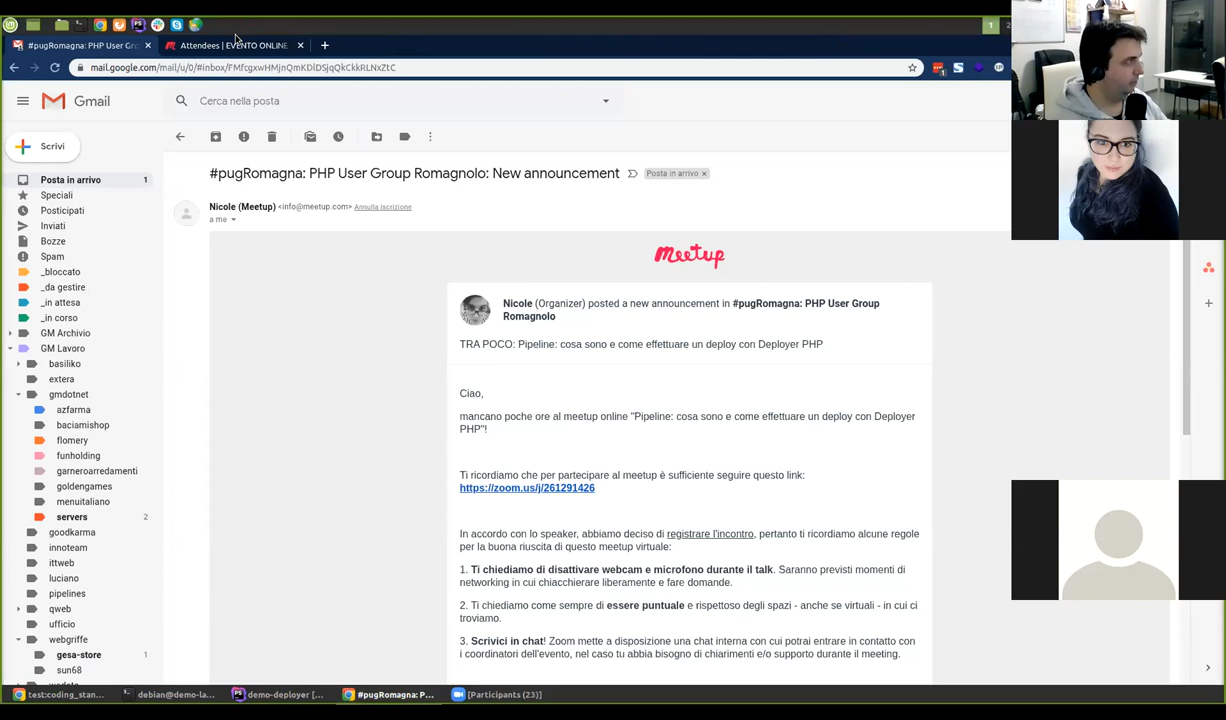 1
#pugRomagna: PHP User Gro
Attendees | EVENTO ONLINE
mail.google.com/mail/u/0/#inbox/FMfcgxwHMjnQmKDlDSjqQkCkkRLNxZtC
Gmail
Cerca nella posta
Scrivi
Posta in arrivo 1
Speciali
Posticipati
Inviati
Bozze
Spam
_bloccato
_da gestire
_in attesa
_in corso
GM Archivio
GM Lavoro
basiliko
extera
gmdotnet
azfarma
baciamishop
flomery
funholding
garneroarredamenti
goldengames
menuitaliano
servers 2
goodkarma
innoteam
ittweb
luciano
pipelines
qweb
ufficio
webgriffe
gesa-store 1
sun68
#pugRomagna: PHP User Group Romagnolo: New announcement
Posta in arrivo x
Nicole (Meetup) <info@meetup.com> Annulla iscrizione
a me
meetup
Nicole (Organizer) posted a new announcement in #pugRomagna: PHP User Group
Romagnolo
TRA POCO: Pipeline: cosa sono e come effettuare un deploy con Deployer PHP
Ciao,
mancano poche ore al meetup online "Pipeline: cosa sono e come effettuare un deploy con Deployer
PHP"!
Ti ricordiamo che per partecipare al meetup è sufficiente seguire questo link:
https://zoom.us/j/261291426
In accordo con lo speaker, abbiamo deciso di registrare l'incontro, pertanto ti ricordiamo alcune regole
per la buona riuscita di questo meetup virtuale:
1. Ti chiediamo di disattivare webcam e microfono durante il talk. Saranno previsti momenti di
networking in cui chiacchierare liberamente e fare domande.
2. Ti chiediamo come sempre di essere puntuale e rispettoso degli spazi - anche se virtuali - in cui ci
troviamo.
3. Scrivici in chat! Zoom mette a disposizione una chat interna con cui potrai entrare in contatto con
i coordinatori dell'evento, nel caso tu abbia bisogno di chiarimenti e/o supporto durante il meeting.
test:coding_stan...
debian@demo-la...
demo-deployer [...
#pugRomagna: P...
[Participants (23)]